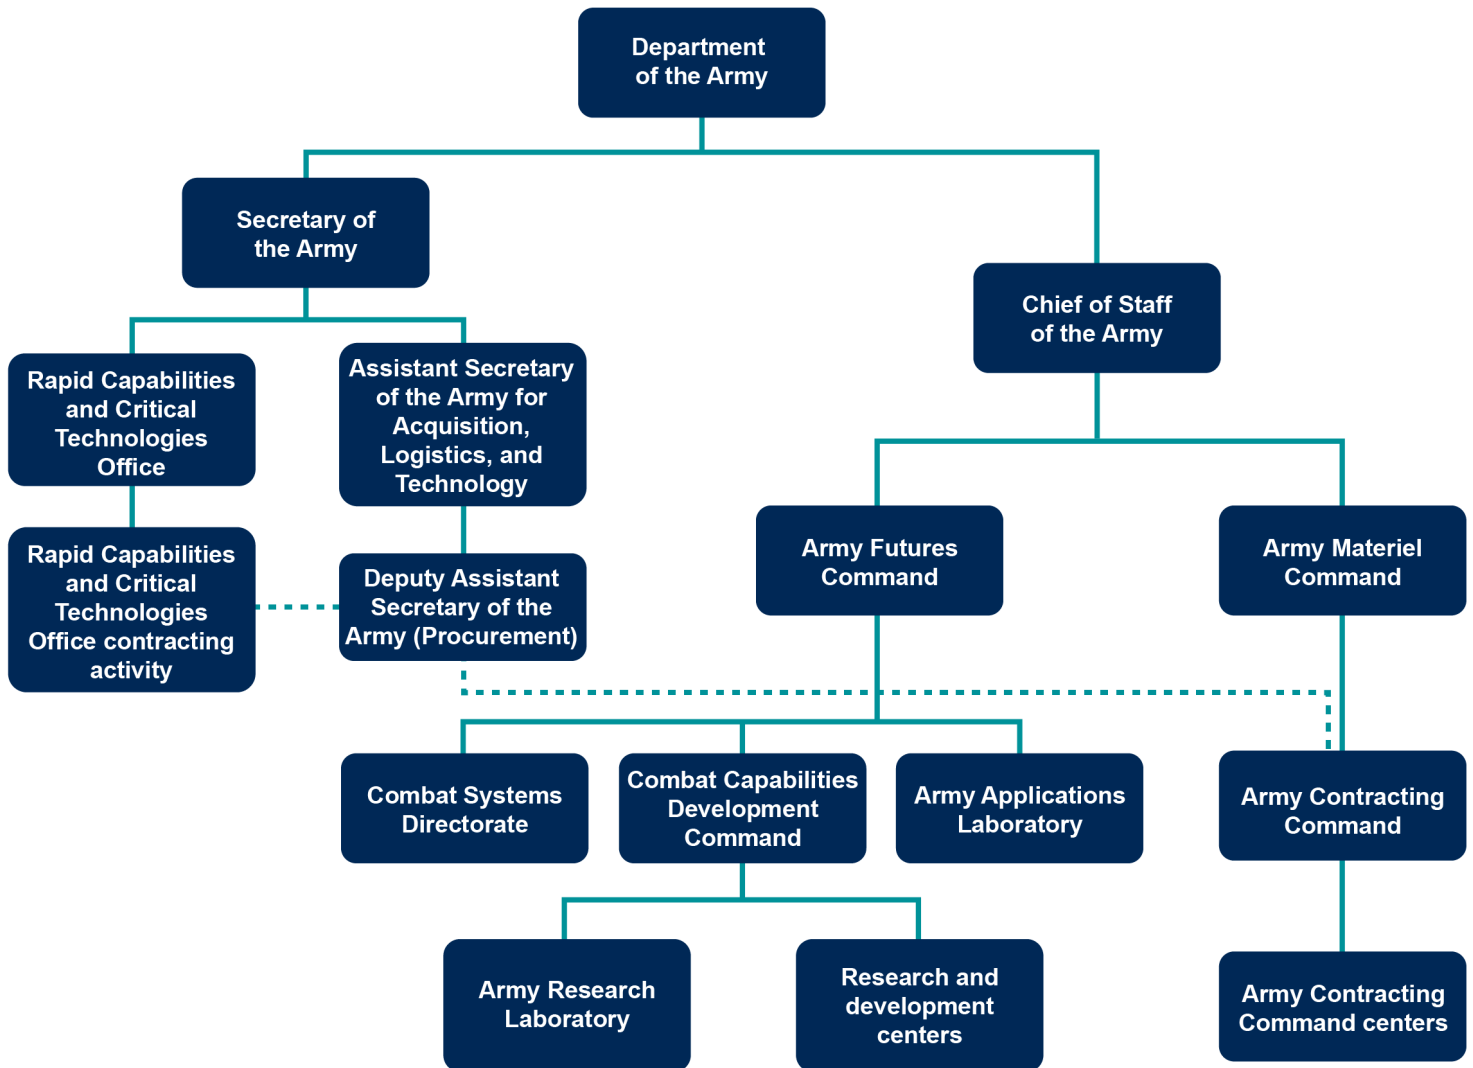 Department
of the Army
Secretary of
the Army
Chief of Staff
of the Army
Rapid Capabilities
and Critical
Technologies
Office
Assistant Secretary
of the Army for
Acquisition,
Logistics, and
Technology
Army Futures
Command
Army Materiel
Command
Rapid Capabilities
and Critical
Technologies
Office contracting
activity
Deputy Assistant
Secretary of the
Army (Procurement)
Combat Systems
Directorate
Combat Capabilities
Development
Command
Army Applications
Laboratory
Army Contracting
Command
Army Research
Laboratory
Research and
development
centers
Army Contracting
Command centers